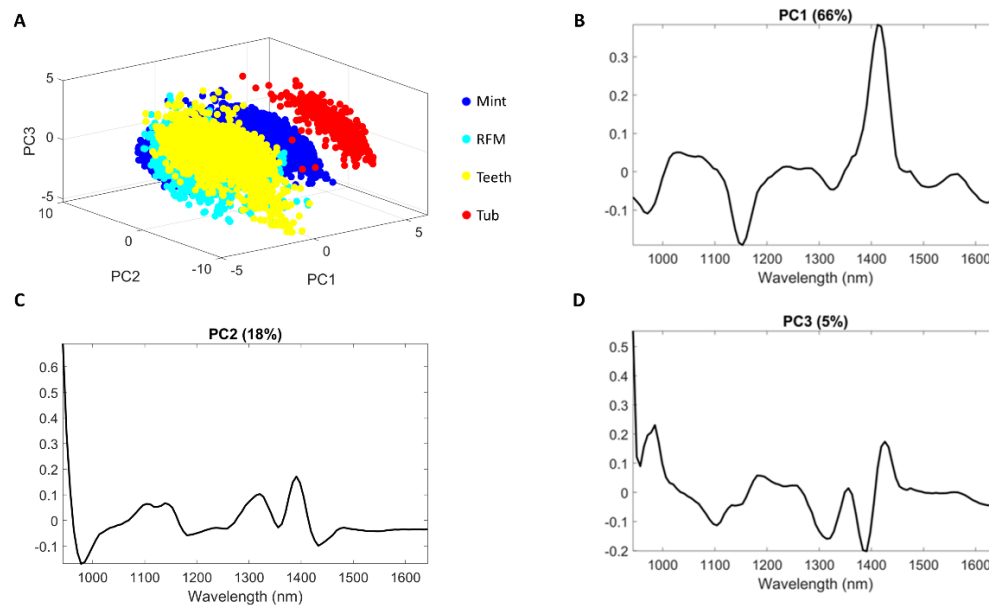 A
5
0
-5
10
0
-10
-5
0
5
PC3
PC2
PC1
Mint
RFM
Teeth
Tub
B
PC1 (66%)
0.3
0.2
0.1
0
-0.1
1000 1100 1200 1300 1400 1500 1600
Wavelength (nm)
C
PC2 (18%)
0.6
0.5
0.4
0.3
0.2
0.1
0
-0.1
1000 1100 1200 1300 1400 1500 1600
Wavelength (nm)
D
PC3 (5%)
0.5
0.4
0.3
0.2
0.1
0
-0.1
-0.2
1000 1100 1200 1300 1400 1500 1600
Wavelength (nm)